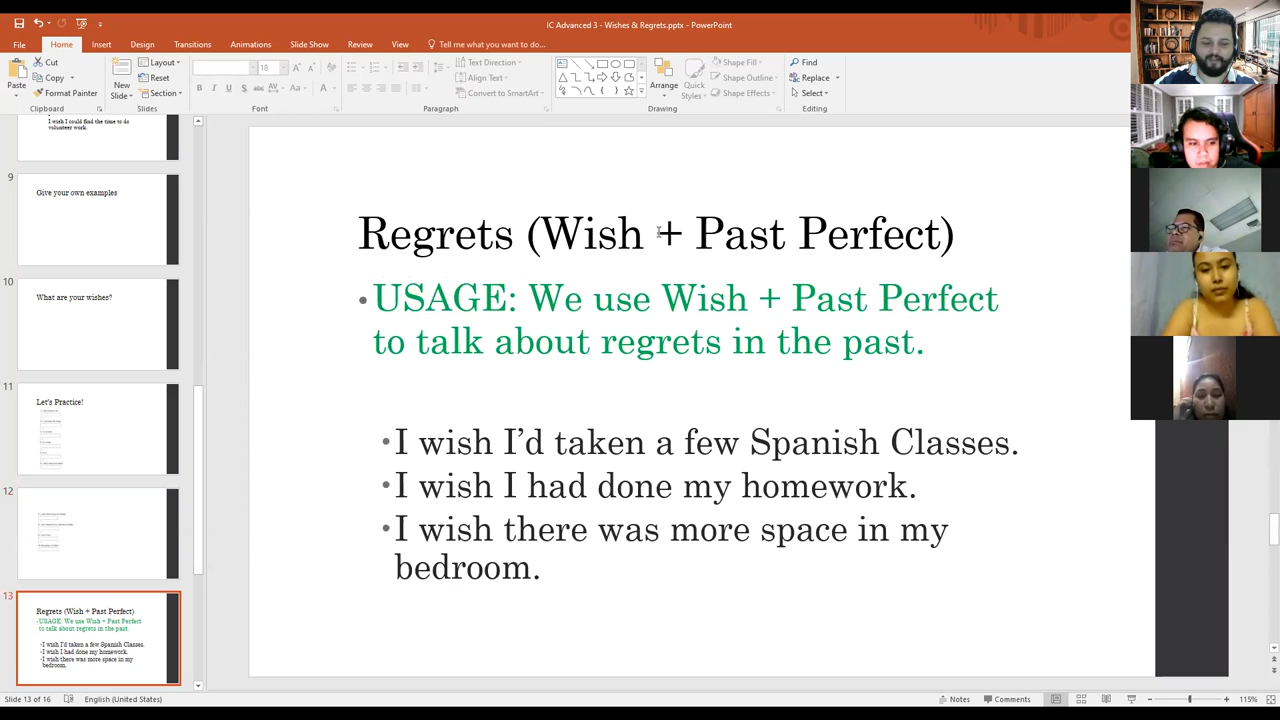 IC Advanced 3 - Wishes & Regrets.pptx - PowerPoint
File Home Insert Design Transitions Animations Slide Show Review View Tell me what you want to do...
Paste
Cut
Copy
Format Painter
Clipboard
New
Slide
Layout
Reset
Section
Slides
18
B I U S abc AV Aa A
Font
Text Direction
Align Text
Convert to SmartArt
Paragraph
Arrange
Quick
Styles
Shape Fill
Shape Outline
Shape Effects
Drawing
Find
Replace
Select
Editing
I wish I could find the time to do
volunteer work.
9
Give your own examples
10
What are your wishes?
11
Let's Practice!
12
13
Regrets (Wish + Past Perfect)
•USAGE: We use Wish + Past Perfect
to talk about regrets in the past.
•I wish I'd taken a few Spanish Classes.
•I wish I had done my homework.
•I wish there was more space in my
bedroom.
Regrets (Wish + Past Perfect)
•USAGE: We use Wish + Past Perfect
to talk about regrets in the past.
•I wish I’d taken a few Spanish Classes.
•I wish I had done my homework.
•I wish there was more space in my
bedroom.
Slide 13 of 16 English (United States) Notes Comments 115%